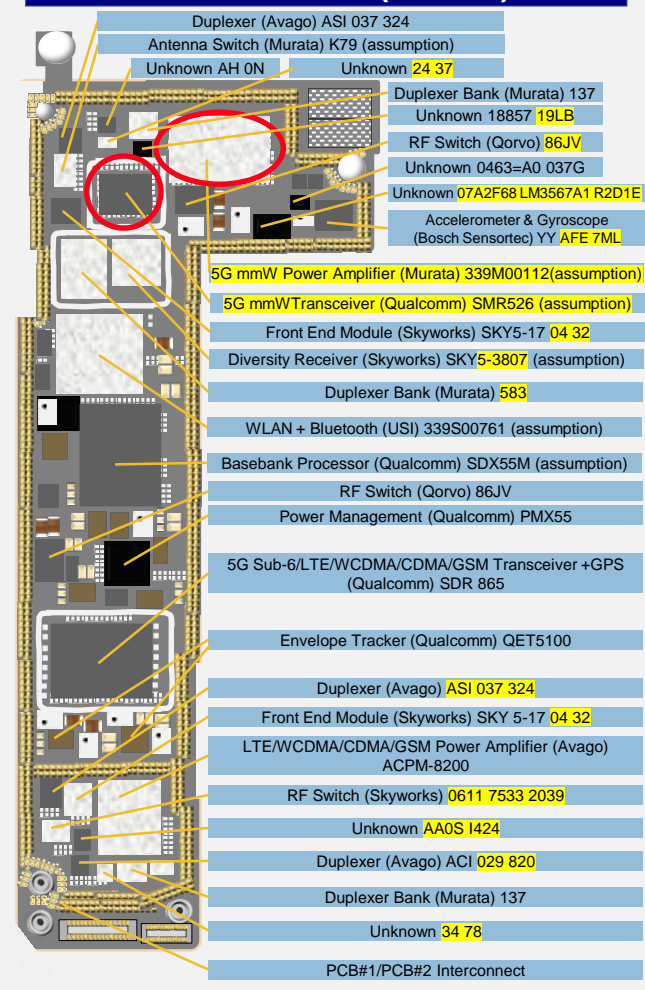 Duplexer (Avago) ASI 037 324
Antenna Switch (Murata) K79 (assumption)
Unknown AH 0N
Unknown 24 37
Duplexer Bank (Murata) 137
Unknown 18857 19LB
RF Switch (Qorvo) 86JV
Unknown 0463=A0 037G
Unknown 07A2F68 LM3567A1 R2D1E
Accelerometer & Gyroscope
(Bosch Sensortec) YY AFE 7ML
5G mmW Power Amplifier (Murata) 339M00112(assumption)
5G mmWTransceiver (Qualcomm) SMR526 (assumption)
Front End Module (Skyworks) SKY5-17 04 32
Diversity Receiver (Skyworks) SKY5-3807 (assumption)
Duplexer Bank (Murata) 583
WLAN + Bluetooth (USI) 339S00761 (assumption)
Basebank Processor (Qualcomm) SDX55M (assumption)
RF Switch (Qorvo) 86JV
Power Management (Qualcomm) PMX55
5G Sub-6/LTE/WCDMA/CDMA/GSM Transceiver +GPS
(Qualcomm) SDR 865
Envelope Tracker (Qualcomm) QET5100
Duplexer (Avago) ASI 037 324
Front End Module (Skyworks) SKY 5-17 04 32
LTE/WCDMA/CDMA/GSM Power Amplifier (Avago)
ACPM-8200
RF Switch (Skyworks) 0611 7533 2039
Unknown AA0S I424
Duplexer (Avago) ACI 029 820
Duplexer Bank (Murata) 137
Unknown 34 78
PCB#1/PCB#2 Interconnect